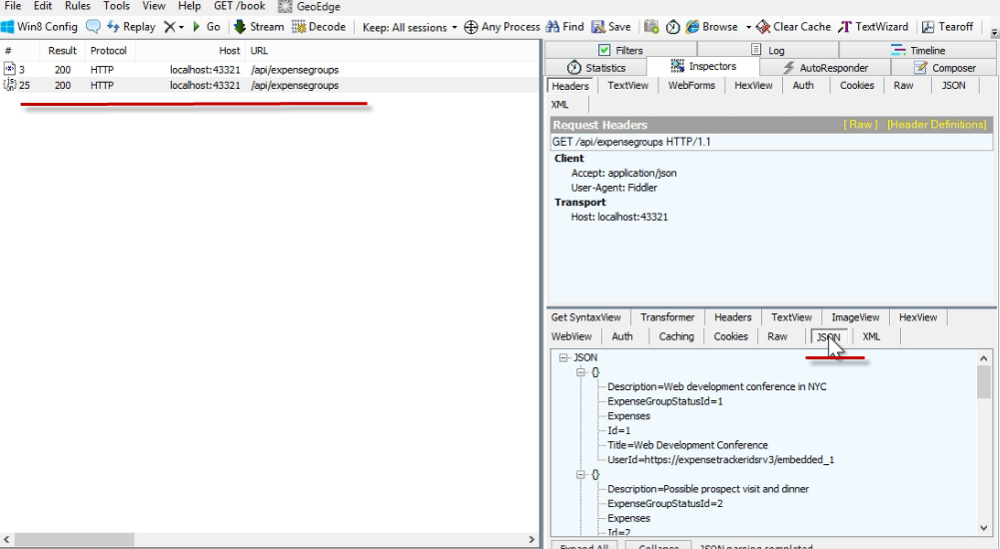 File Edit Rules Tools View Help GET /book GeoEdge
Win8 Config Replay X Go Stream Decode Keep: All sessions Any Process Find Save Browse Clear Cache TextWizard Tearoff
# Result Protocol Host URL
3 200 HTTP localhost:43321 /api/expensegroups
25 200 HTTP localhost:43321 /api/expensegroups
Filters Log Timeline
Statistics Inspectors AutoResponder Composer
Headers TextView WebForms HexView Auth Cookies Raw JSON
XML
Request Headers [ Raw ] [Header Definitions]
GET /api/expensegroups HTTP/1.1
Client
Accept: application/json
User-Agent: Fiddler
Transport
Host: localhost:43321
Get SyntaxView Transformer Headers TextView ImageView HexView
WebView Auth Caching Cookies Raw JSON XML
JSON
{}
Description=Web development conference in NYC
ExpenseGroupStatusId=1
Expenses
Id=1
Title=Web Development Conference
UserId=https://expensetrackeridsrv3/embedded_1
{}
Description=Possible prospect visit and dinner
ExpenseGroupStatusId=2
Expenses
Id=2
Expand All Collapse JSON parsing completed